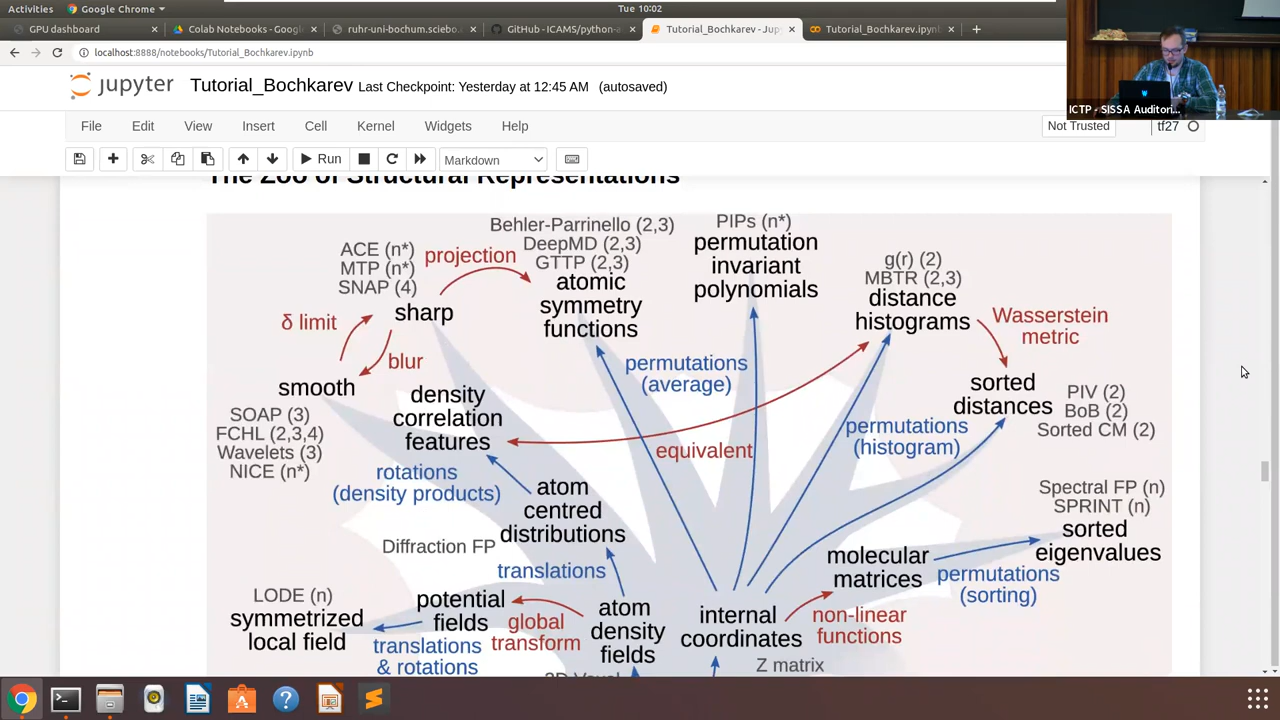 Activities
Google Chrome
Tue 10:02
GPU dashboard
Colab Notebooks - Google
ruhr-uni-bochum.sciebo.
GitHub - ICAMS/python-a
Tutorial_Bochkarev - Jup
Tutorial_Bochkarev.ipynb
localhost:8888/notebooks/Tutorial_Bochkarev.ipynb
jupyter
Tutorial_Bochkarev Last Checkpoint: Yesterday at 12:45 AM (autosaved)
ICTP - SISSA Auditori...
File Edit View Insert Cell Kernel Widgets Help
Not Trusted
tf27
Run
Markdown
The Zoo of Structural Representations
Behler-Parrinello (2,3)
DeepMD (2,3)
GTTP (2,3)
atomic
symmetry
functions
PIPs (n*)
permutation
invariant
polynomials
g(r) (2)
MBTR (2,3)
distance
histograms
ACE (n*)
MTP (n*)
SNAP (4)
sharp
projection
δ limit
blur
smooth
SOAP (3)
FCHL (2,3,4)
Wavelets (3)
NICE (n*)
density
correlation
features
permutations
(average)
Wasserstein
metric
sorted
distances
PIV (2)
BoB (2)
Sorted CM (2)
permutations
(histogram)
equivalent
rotations
(density products)
atom
centred
distributions
Diffraction FP
translations
Spectral FP (n)
SPRINT (n)
sorted
eigenvalues
molecular
matrices
permutations
(sorting)
LODE (n)
symmetrized
local field
potential
fields
global
transform
translations
& rotations
atom
density
fields
internal
coordinates
non-linear
functions
Z matrix
3D Voxel